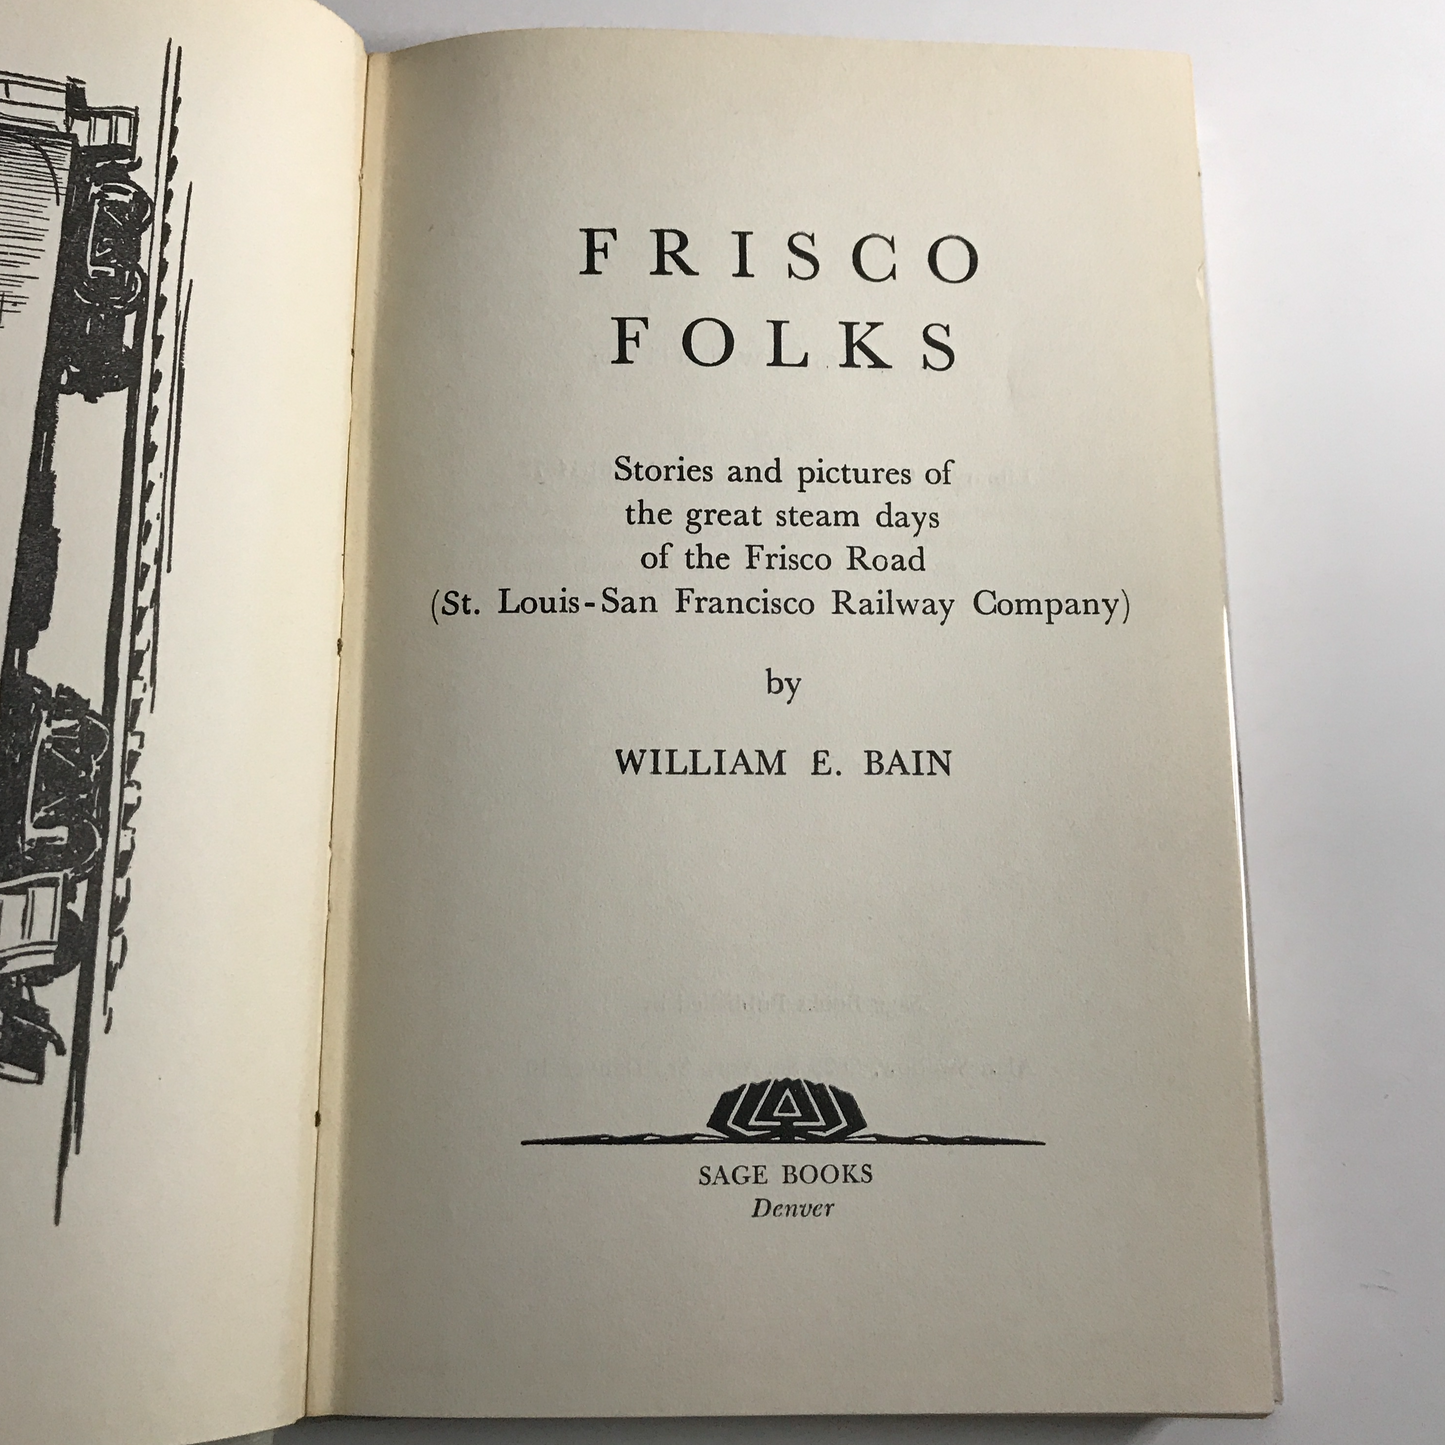 FRISCO
FOLKS
Stories and pictures of
the great steam days
of the Frisco Road
(St. Louis-San Francisco Railway Company)
by
WILLIAM E. BAIN
SAGE BOOKS
Denver